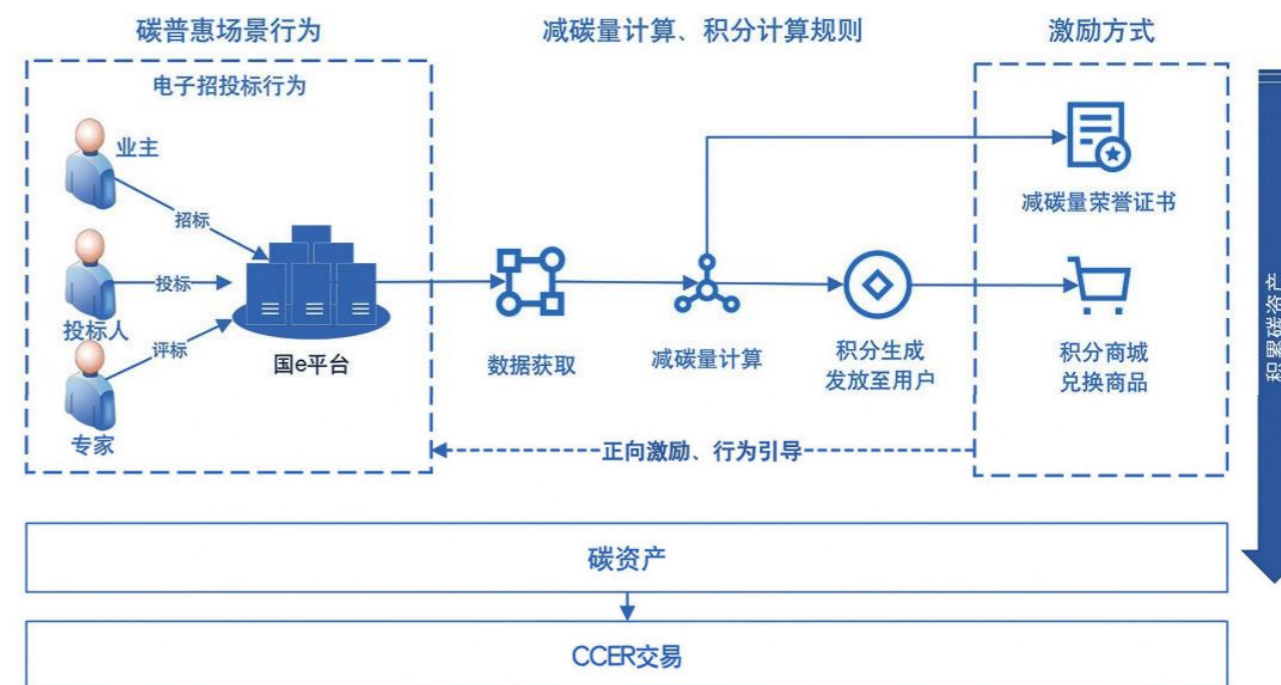 碳普惠场景行为
减碳量计算、积分计算规则
激励方式
电子招投标行为
业主
招标
投标
投标人
评标
专家
国e平台
数据获取
减碳量计算
积分生成
发放至用户
减碳量荣誉证书
积分商城
兑换商品
正向激励、行为引导
积累碳资产
碳资产
CCER交易